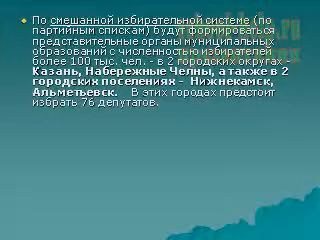 По смешанной избирательной системе (по
партийным спискам) будут формироваться
представительные органы муниципальных
образований с численностью избирателей
более 100 тыс. чел. - в 2 городских округах -
Казань, Набережные Челны, а также в 2
городских поселениях - Нижнекамск,
Альметьевск. В этих городах предстоит
избрать 76 депутатов.